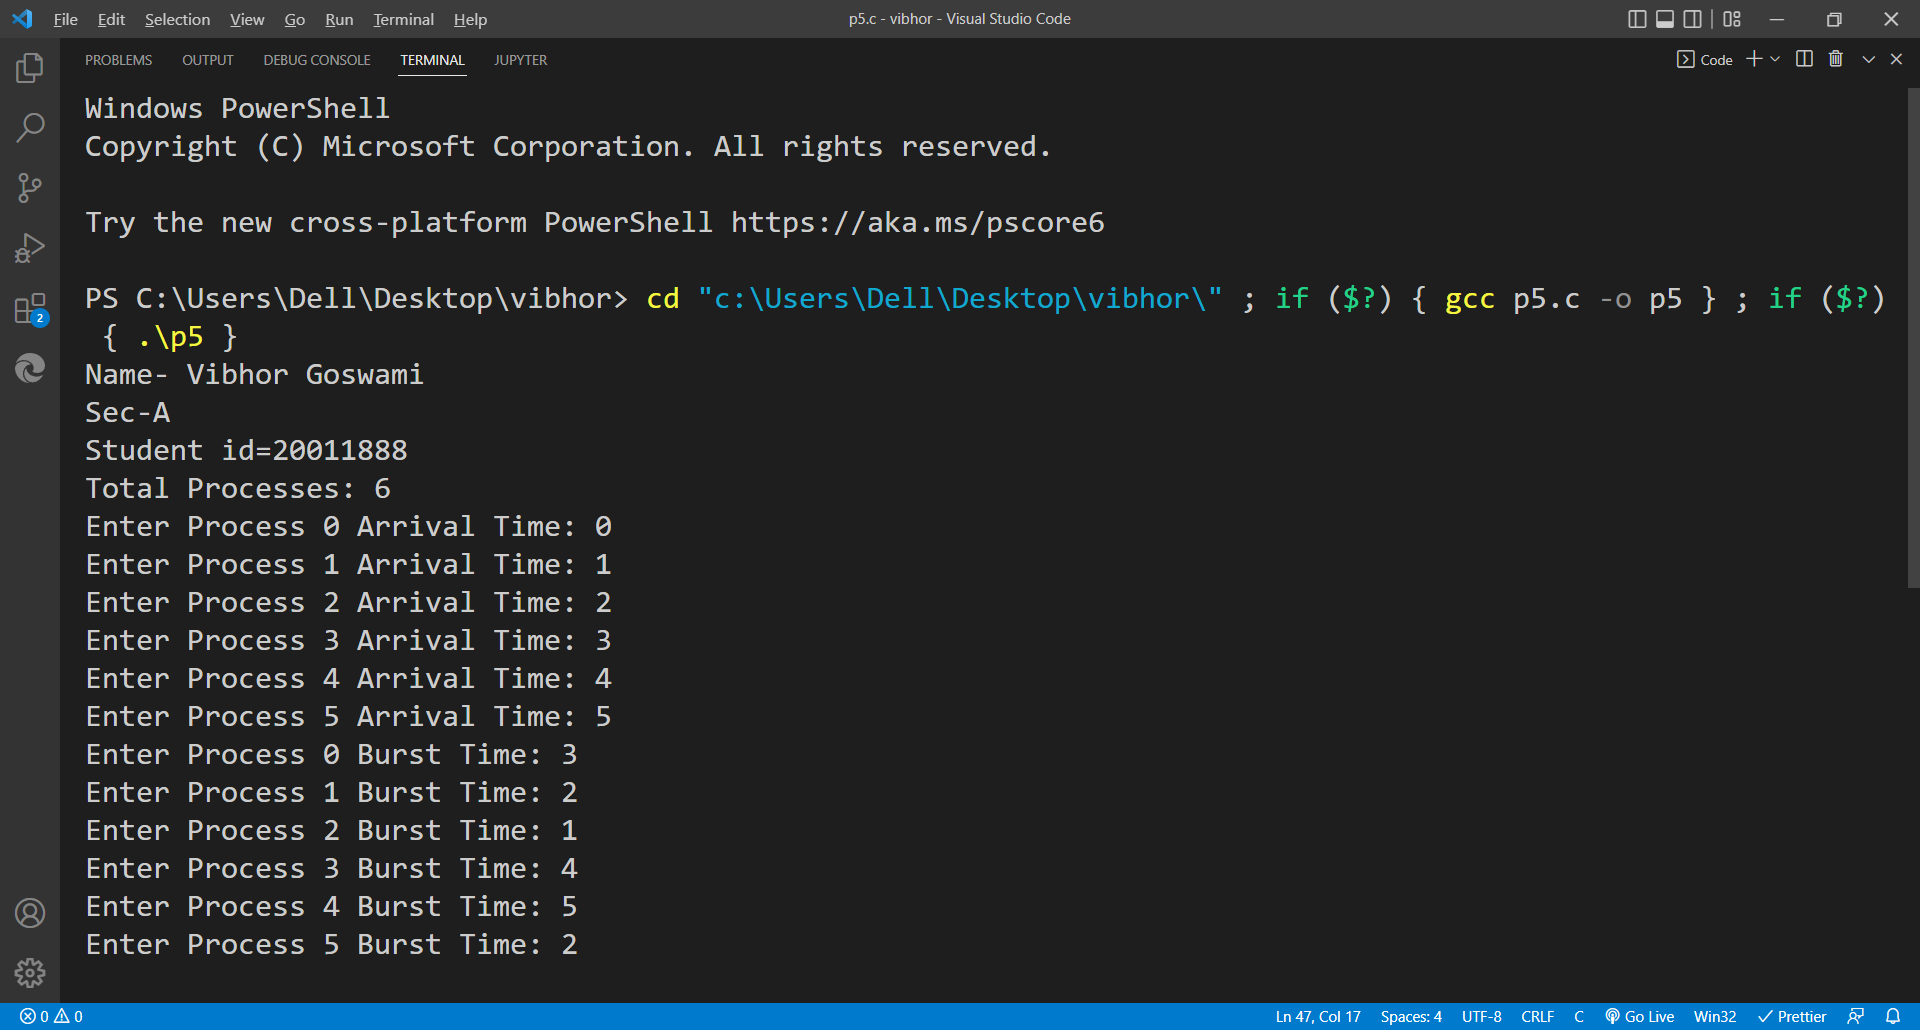 File Edit Selection View Go Run Terminal Help p5.c - vibhor - Visual Studio Code
PROBLEMS OUTPUT DEBUG CONSOLE TERMINAL JUPYTER Code
Windows PowerShell
Copyright (C) Microsoft Corporation. All rights reserved.
Try the new cross-platform PowerShell https://aka.ms/pscore6
PS C:\Users\Dell\Desktop\vibhor> cd "c:\Users\Dell\Desktop\vibhor\" ; if ($?) { gcc p5.c -o p5 } ; if ($?)
{ .\p5 }
Name- Vibhor Goswami
Sec-A
Student id=20011888
Total Processes: 6
Enter Process 0 Arrival Time: 0
Enter Process 1 Arrival Time: 1
Enter Process 2 Arrival Time: 2
Enter Process 3 Arrival Time: 3
Enter Process 4 Arrival Time: 4
Enter Process 5 Arrival Time: 5
Enter Process 0 Burst Time: 3
Enter Process 1 Burst Time: 2
Enter Process 2 Burst Time: 1
Enter Process 3 Burst Time: 4
Enter Process 4 Burst Time: 5
Enter Process 5 Burst Time: 2
2
0 0 Ln 47, Col 17 Spaces: 4 UTF-8 CRLF C Go Live Win32 Prettier